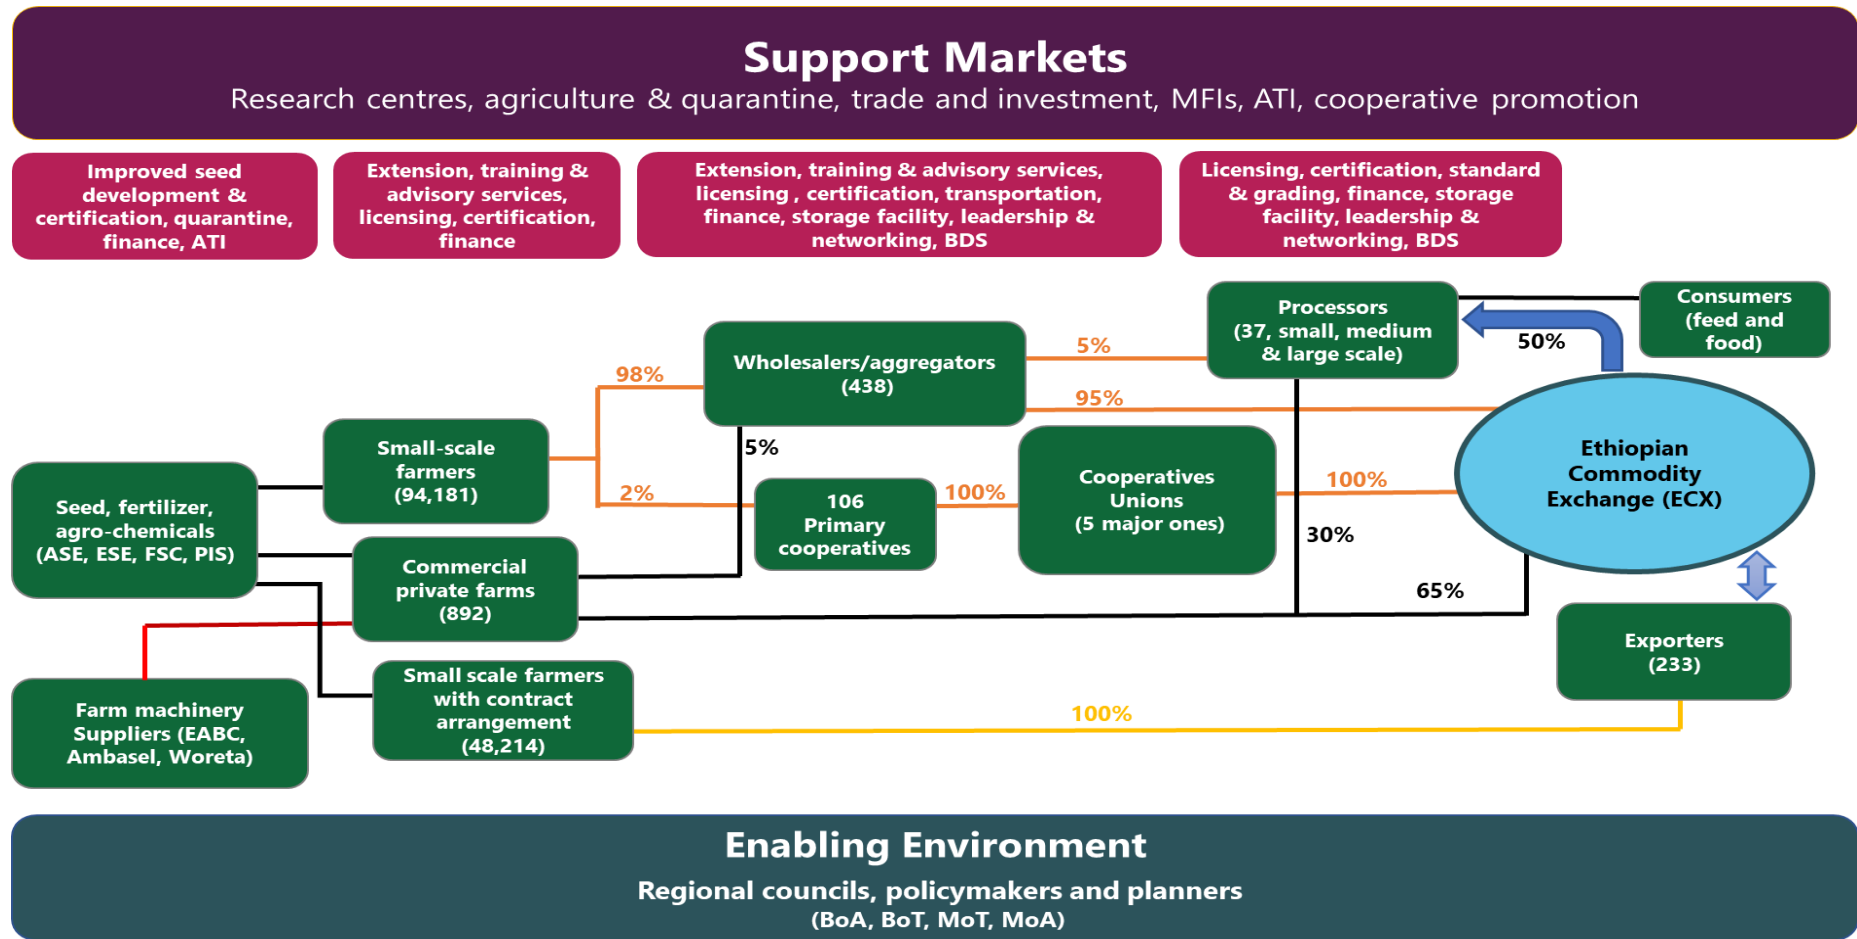 Support Markets
Research centres, agriculture & quarantine, trade and investment, MFIs, ATI, cooperative promotion
Improved seed
development &
certification, quarantine,
finance, ATI
Extension, training &
advisory services,
licensing, certification,
finance
Extension, training & advisory services,
licensing , certification, transportation,
finance, storage facility, leadership &
networking, BDS
Licensing, certification, standard
& grading, finance, storage
facility, leadership &
networking, BDS
Processors
(37, small, medium
& large scale)
Consumers
(feed and
food)
50%
Wholesalers/aggregators
(438)
5%
95%
98%
Small-scale
farmers
(94,181)
2%
5%
106
Primary
cooperatives
100%
Cooperatives
Unions
(5 major ones)
100%
Ethiopian
Commodity
Exchange (ECX)
Seed, fertilizer,
agro-chemicals
(ASE, ESE, FSC, PIS)
Commercial
private farms
(892)
30%
65%
Exporters
(233)
Farm machinery
Suppliers (EABC,
Ambasel, Woreta)
Small scale farmers
with contract
arrangement
(48,214)
100%
Enabling Environment
Regional councils, policymakers and planners
(BoA, BoT, MoT, MoA)